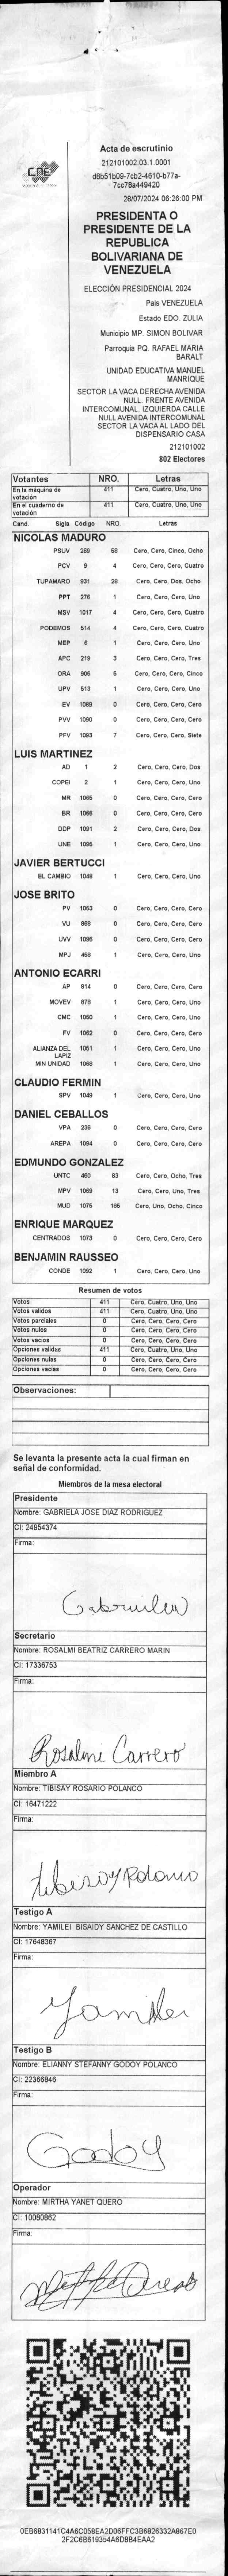 CNE
Acta de escrutinio
212101002.03.1.0001
d8b51b09-7cb2-4610-b77a-
7cc78a449420
28/07/2024 06:26:00 PM
PRESIDENTA O
PRESIDENTE DE LA
REPUBLICA
BOLIVARIANA DE
VENEZUELA
ELECCIÓN PRESIDENCIAL 2024
Pais VENEZUELA
Estado EDO. ZULIA
Municipio MP. SIMON BOLIVAR
Parroquia PQ. RAFAEL MARIA
BARALT
UNIDAD EDUCATIVA MANUEL
MANRIQUE
SECTOR LA VACA DERECHA AVENIDA
NULL. FRENTE AVENIDA
INTERCOMUNAL. IZQUIERDA CALLE
NULL AVENIDA INTERCOMUNAL
SECTOR LA VACA AL LADO DEL
DISPENSARIO CASA
212101002
802 Electores
Votantes NRO. Letras
En la máquina de votación 411 Cero, Cuatro, Uno, Uno
En el cuaderno de votación 411 Cero, Cuatro, Uno, Uno
Cand. Sigla Código NRO. Letras
NICOLAS MADURO
PSUV 269 58 Cero, Cero, Cinco, Ocho
PCV 9 4 Cero, Cero, Cero, Cuatro
TUPAMARO 931 28 Cero, Cero, Dos, Ocho
PPT 276 1 Cero, Cero, Cero, Uno
MSV 1017 4 Cero, Cero, Cero, Cuatro
PODEMOS 514 4 Cero, Cero, Cero, Cuatro
MEP 6 1 Cero, Cero, Cero, Uno
APC 219 3 Cero, Cero, Cero, Tres
ORA 906 5 Cero, Cero, Cero, Cinco
UPV 513 1 Cero, Cero, Cero, Uno
EV 1089 0 Cero, Cero, Cero, Cero
PVV 1090 0 Cero, Cero, Cero, Cero
PFV 1093 7 Cero, Cero, Cero, Siete
LUIS MARTINEZ
AD 1 2 Cero, Cero, Cero, Dos
COPEI 2 1 Cero, Cero, Cero, Uno
MR 1065 0 Cero, Cero, Cero, Cero
BR 1066 0 Cero, Cero, Cero, Cero
DDP 1091 2 Cero, Cero, Cero, Dos
UNE 1095 1 Cero, Cero, Cero, Uno
JAVIER BERTUCCI
EL CAMBIO 1048 1 Cero, Cero, Cero, Uno
JOSE BRITO
PV 1053 0 Cero, Cero, Cero, Cero
VU 868 0 Cero, Cero, Cero, Cero
UVV 1096 0 Cero, Cero, Cero, Cero
MPJ 458 1 Cero, Cero, Cero, Uno
ANTONIO ECARRI
AP 814 0 Cero, Cero, Cero, Cero
MOVEV 878 1 Cero, Cero, Cero, Uno
CMC 1050 1 Cero, Cero, Cero, Uno
FV 1052 0 Cero, Cero, Cero, Cero
ALIANZA DEL LAPIZ 1051 1 Cero, Cero, Cero, Uno
MIN UNIDAD 1068 1 Cero, Cero, Cero, Uno
CLAUDIO FERMIN
SPV 1049 1 Cero, Cero, Cero, Uno
DANIEL CEBALLOS
VPA 236 0 Cero, Cero, Cero, Cero
AREPA 1094 0 Cero, Cero, Cero, Cero
EDMUNDO GONZALEZ
UNTC 460 83 Cero, Cero, Ocho, Tres
MPV 1069 13 Cero, Cero, Uno, Tres
MUD 1075 185 Cero, Uno, Ocho, Cinco
ENRIQUE MARQUEZ
CENTRADOS 1073 0 Cero, Cero, Cero, Cero
BENJAMIN RAUSSEO
CONDE 1092 1 Cero, Cero, Cero, Uno
Resumen de votos
Votos 411 Cero, Cuatro, Uno, Uno
Votos validos 411 Cero, Cuatro, Uno, Uno
Votos parciales 0 Cero, Cero, Cero, Cero
Votos nulos 0 Cero, Cero, Cero, Cero
Votos vacios 0 Cero, Cero, Cero, Cero
Opciones validas 411 Cero, Cuatro, Uno, Uno
Opciones nulas 0 Cero, Cero, Cero, Cero
Opciones vacias 0 Cero, Cero, Cero, Cero
Observaciones:
Se levanta la presente acta la cual firman en
señal de conformidad.
Miembros de la mesa electoral
Presidente
Nombre: GABRIELA JOSE DIAZ RODRIGUEZ
CI: 24954374
Firma:
Secretario
Nombre: ROSALMI BEATRIZ CARRERO MARIN
CI: 17336753
Firma:
Rosalmi Carrero
Miembro A
Nombre: TIBISAY ROSARIO POLANCO
CI: 16471222
Firma:
Tibisay Polanco
Testigo A
Nombre: YAMILEI BISAIDY SANCHEZ DE CASTILLO
CI: 17648367
Firma:
Yamilei
Testigo B
Nombre: ELIANNY STEFANNY GODOY POLANCO
CI: 22366846
Firma:
Godoy
Operador
Nombre: MIRTHA YANET QUERO
CI: 10080862
Firma:
0EB6831141C4A6C058EA2D06FFC3B6826332A867E0
2F2C6B619354A6D8B4EAA2